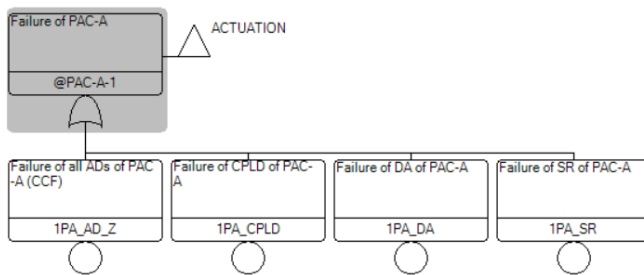 Failure of PAC-A
ACTUATION
@PAC-A-1
Failure of all ADs of PAC
-A (CCF)
Failure of CPLD of PAC-
A
Failure of DA of PAC-A
Failure of SR of PAC-A
1PA_AD_Z
1PA_CPLD
1PA_DA
1PA_SR